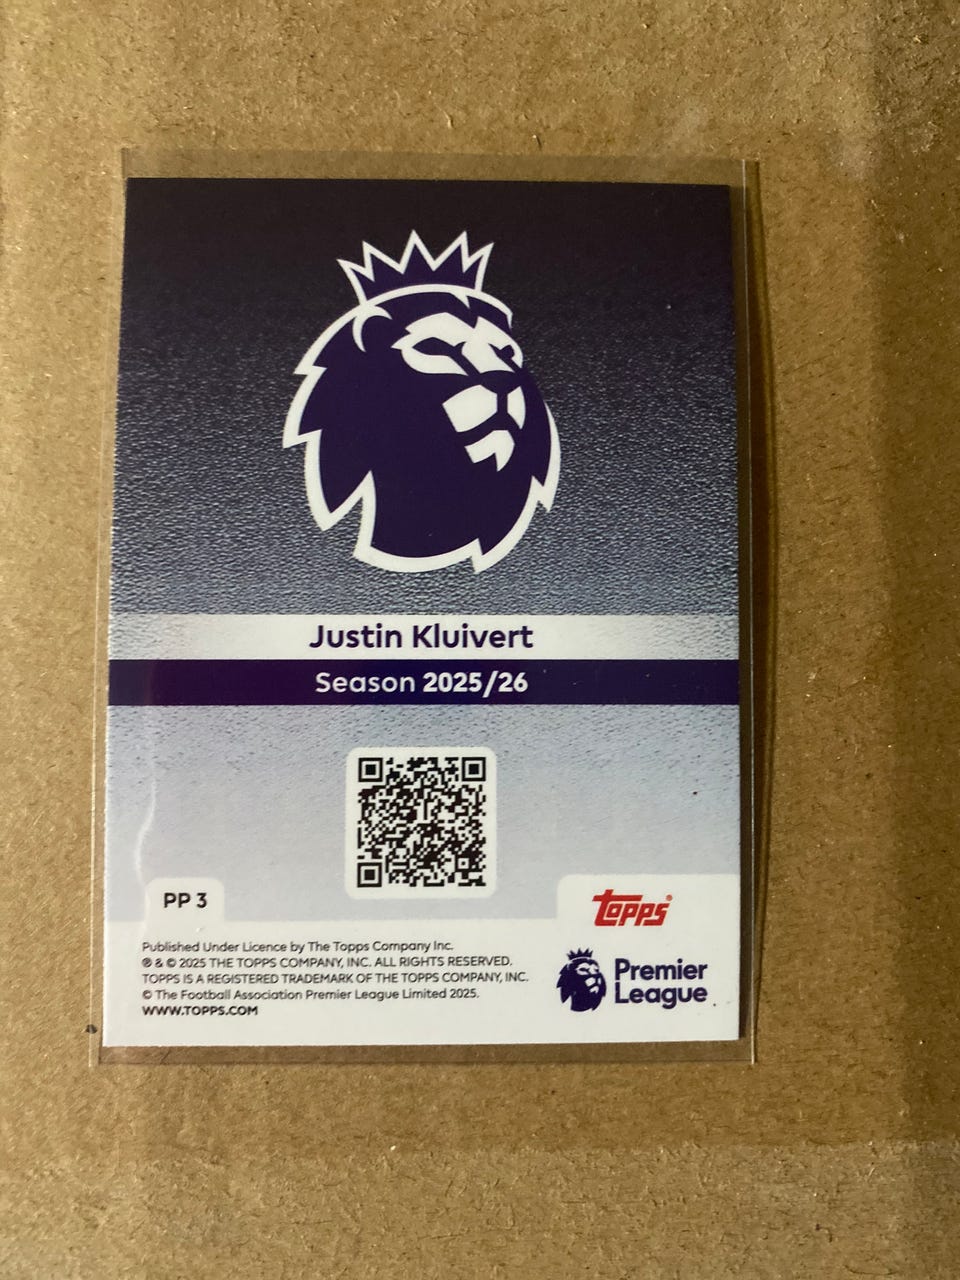 Justin Kluivert
Season 2025/26
PP 3
Topps®
Published Under Licence by The Topps Company Inc.
® & © 2025 THE TOPPS COMPANY, INC. ALL RIGHTS RESERVED.
TOPPS IS A REGISTERED TRADEMARK OF THE TOPPS COMPANY, INC.
© The Football Association Premier League Limited 2025.
WWW.TOPPS.COM
Premier
League